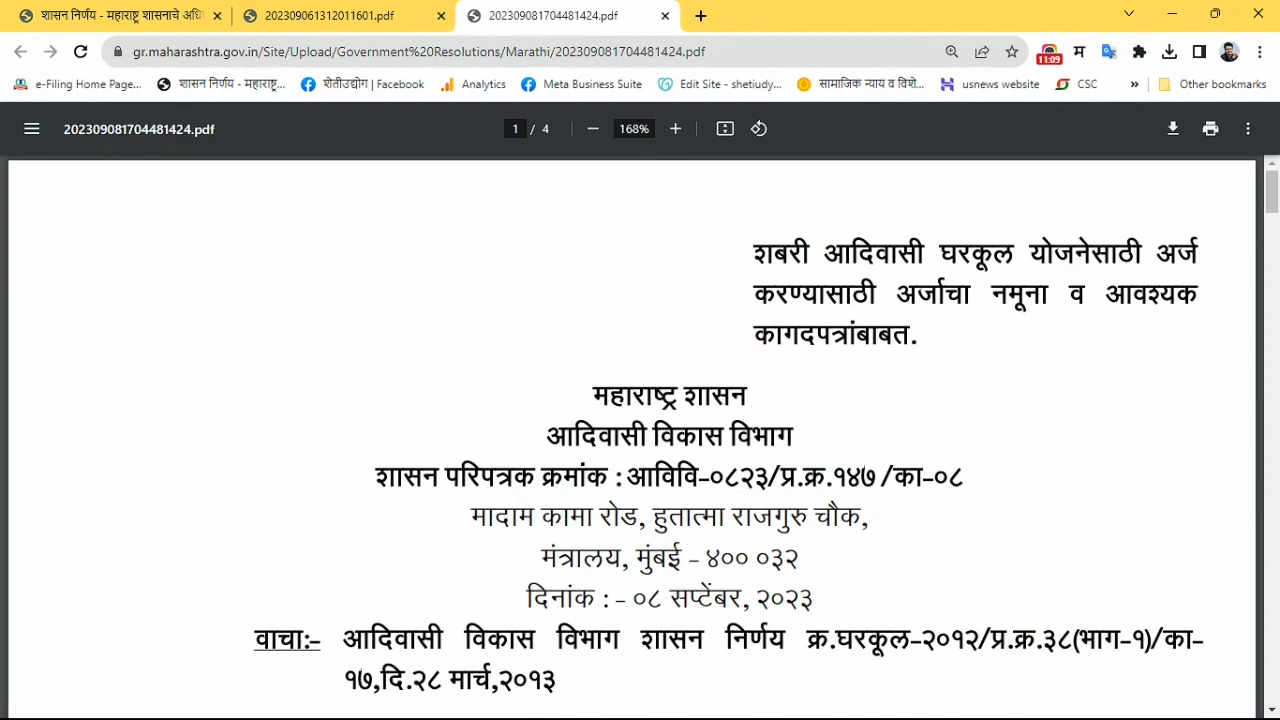 शासन निर्णय - महाराष्ट्र शासनाचे अधि
202309061312011601.pdf
202309081704481424.pdf
gr.maharashtra.gov.in/Site/Upload/Government%20Resolutions/Marathi/202309081704481424.pdf
11:09
e-Filing Home Page...
शासन निर्णय - महाराष्ट्र...
शेतीउद्योग | Facebook
Analytics
Meta Business Suite
Edit Site - shetiudy...
सामाजिक न्याय व विशे...
usnews website
CSC
»
Other bookmarks
202309081704481424.pdf
1 / 4
168%
शबरी आदिवासी घरकूल योजनेसाठी अर्ज
करण्यासाठी अर्जाचा नमूना व आवश्यक
कागदपत्रांबाबत.
महाराष्ट्र शासन
आदिवासी विकास विभाग
शासन परिपत्रक क्रमांक : आविवि-०८२३/प्र.क्र.१४७ /का-०८
मादाम कामा रोड, हुतात्मा राजगुरु चौक,
मंत्रालय, मुंबई - ४०० ०३२
दिनांक : - ०८ सप्टेंबर, २०२३
वाचा:- आदिवासी विकास विभाग शासन निर्णय क्र.घरकूल-२०१२/प्र.क्र.३८(भाग-१)/का-
१७,दि.२८ मार्च,२०१३